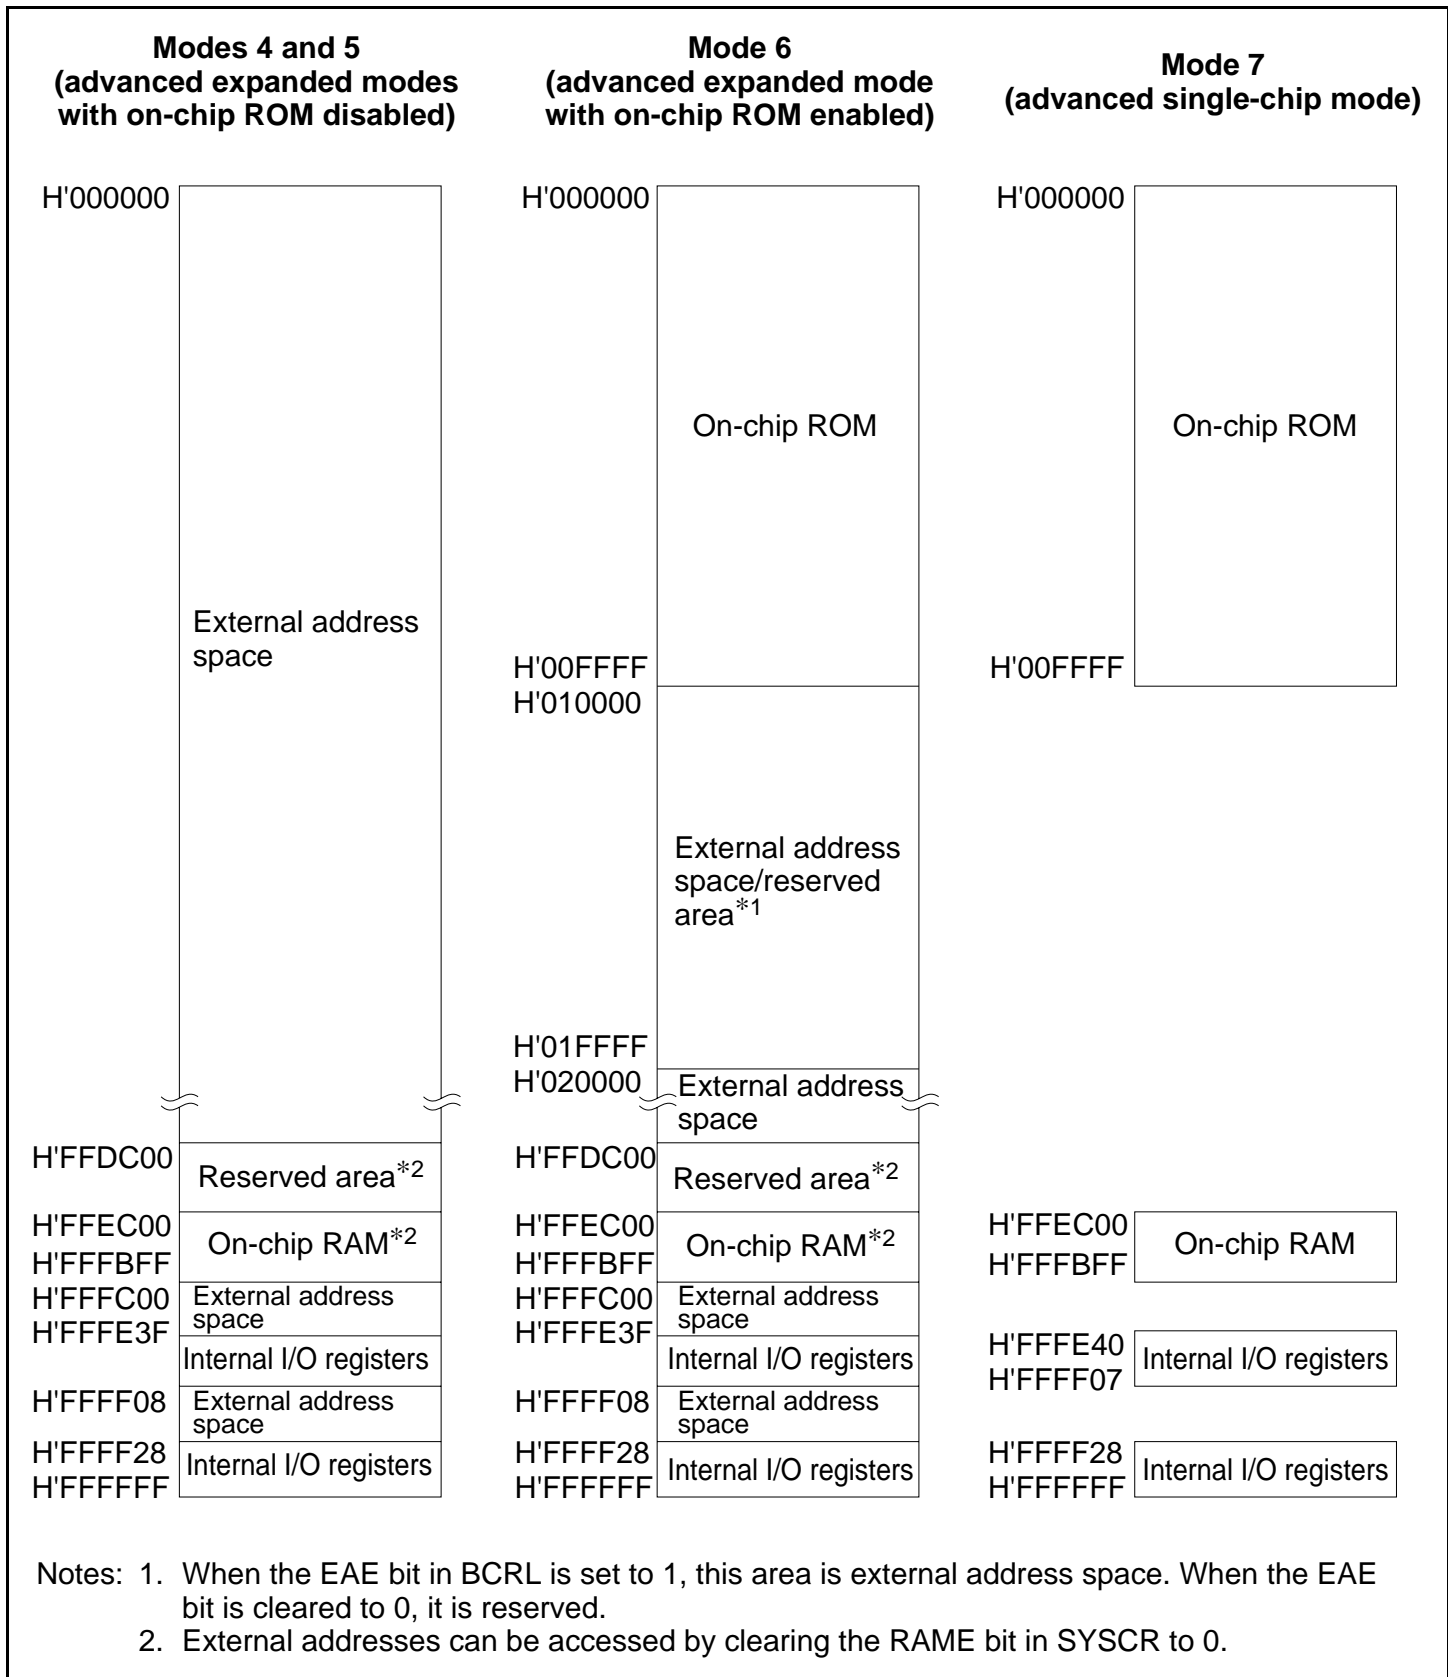 Modes 4 and 5
(advanced expanded modes
with on-chip ROM disabled)
H'000000
External address
space
H'FFDC00
Reserved area*2
H'FFEC00
On-chip RAM*2
H'FFFBFF
H'FFFC00
External address
space
H'FFFE3F
Internal I/O registers
H'FFFF08
External address
space
H'FFFF28
Internal I/O registers
H'FFFFFF
Mode 6
(advanced expanded mode
with on-chip ROM enabled)
H'000000
On-chip ROM
H'00FFFF
H'010000
External address
space/reserved
area*1
H'01FFFF
H'020000
External address
space
H'FFDC00
Reserved area*2
H'FFEC00
On-chip RAM*2
H'FFFBFF
H'FFFC00
External address
space
H'FFFE3F
Internal I/O registers
H'FFFF08
External address
space
H'FFFF28
Internal I/O registers
H'FFFFFF
Mode 7
(advanced single-chip mode)
H'000000
On-chip ROM
H'00FFFF
H'FFEC00
On-chip RAM
H'FFFBFF
H'FFFE40
Internal I/O registers
H'FFFF07
H'FFFF28
Internal I/O registers
H'FFFFFF
Notes: 1. When the EAE bit in BCRL is set to 1, this area is external address space. When the EAE
bit is cleared to 0, it is reserved.
2. External addresses can be accessed by clearing the RAME bit in SYSCR to 0.